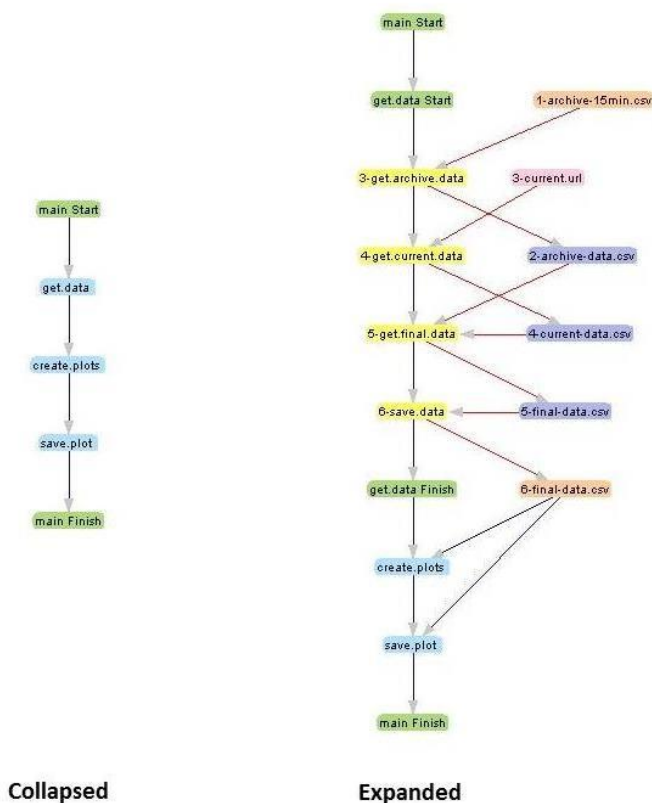 main Start
get.data Start
1-archive-15min.csv
3-get.archive.data
3-current.url
main Start
4-get.current.data
2-archive-data.csv
get.data
5-get.final.data
4-current-data.csv
create.plots
6-save.data
5-final-data.csv
save.plot
get.data Finish
6-final-data.csv
main Finish
create.plots
save.plot
main Finish
Collapsed
Expanded